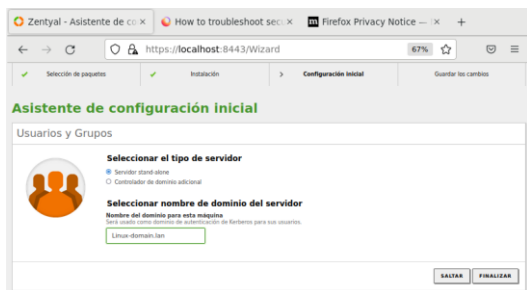 Zentyal - Asistente de co
How to troubleshoot sec
Firefox Privacy Notice —
https://localhost:8443/Wizard
67%
Selección de paquetes
Instalación
Configuración inicial
Guardar los cambios
Asistente de configuración inicial
Usuarios y Grupos
Seleccionar el tipo de servidor
Servidor stand-alone
Controlador de dominio adicional
Seleccionar nombre de dominio del servidor
Nombre del dominio para esta máquina
Será usado como dominio de autenticación de Kerberos para sus usuarios.
Linux-domain.lan
SALTAR
FINALIZAR